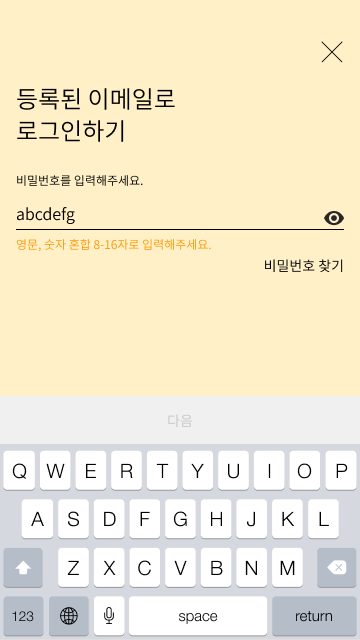 등록된 이메일로
로그인하기
비밀번호를 입력해주세요.
abcdefg
영문, 숫자 혼합 8-16자로 입력해주세요.
비밀번호 찾기
다음
Q W E R T Y U I O P
A S D F G H J K L
Z X C V B N M
123 space return